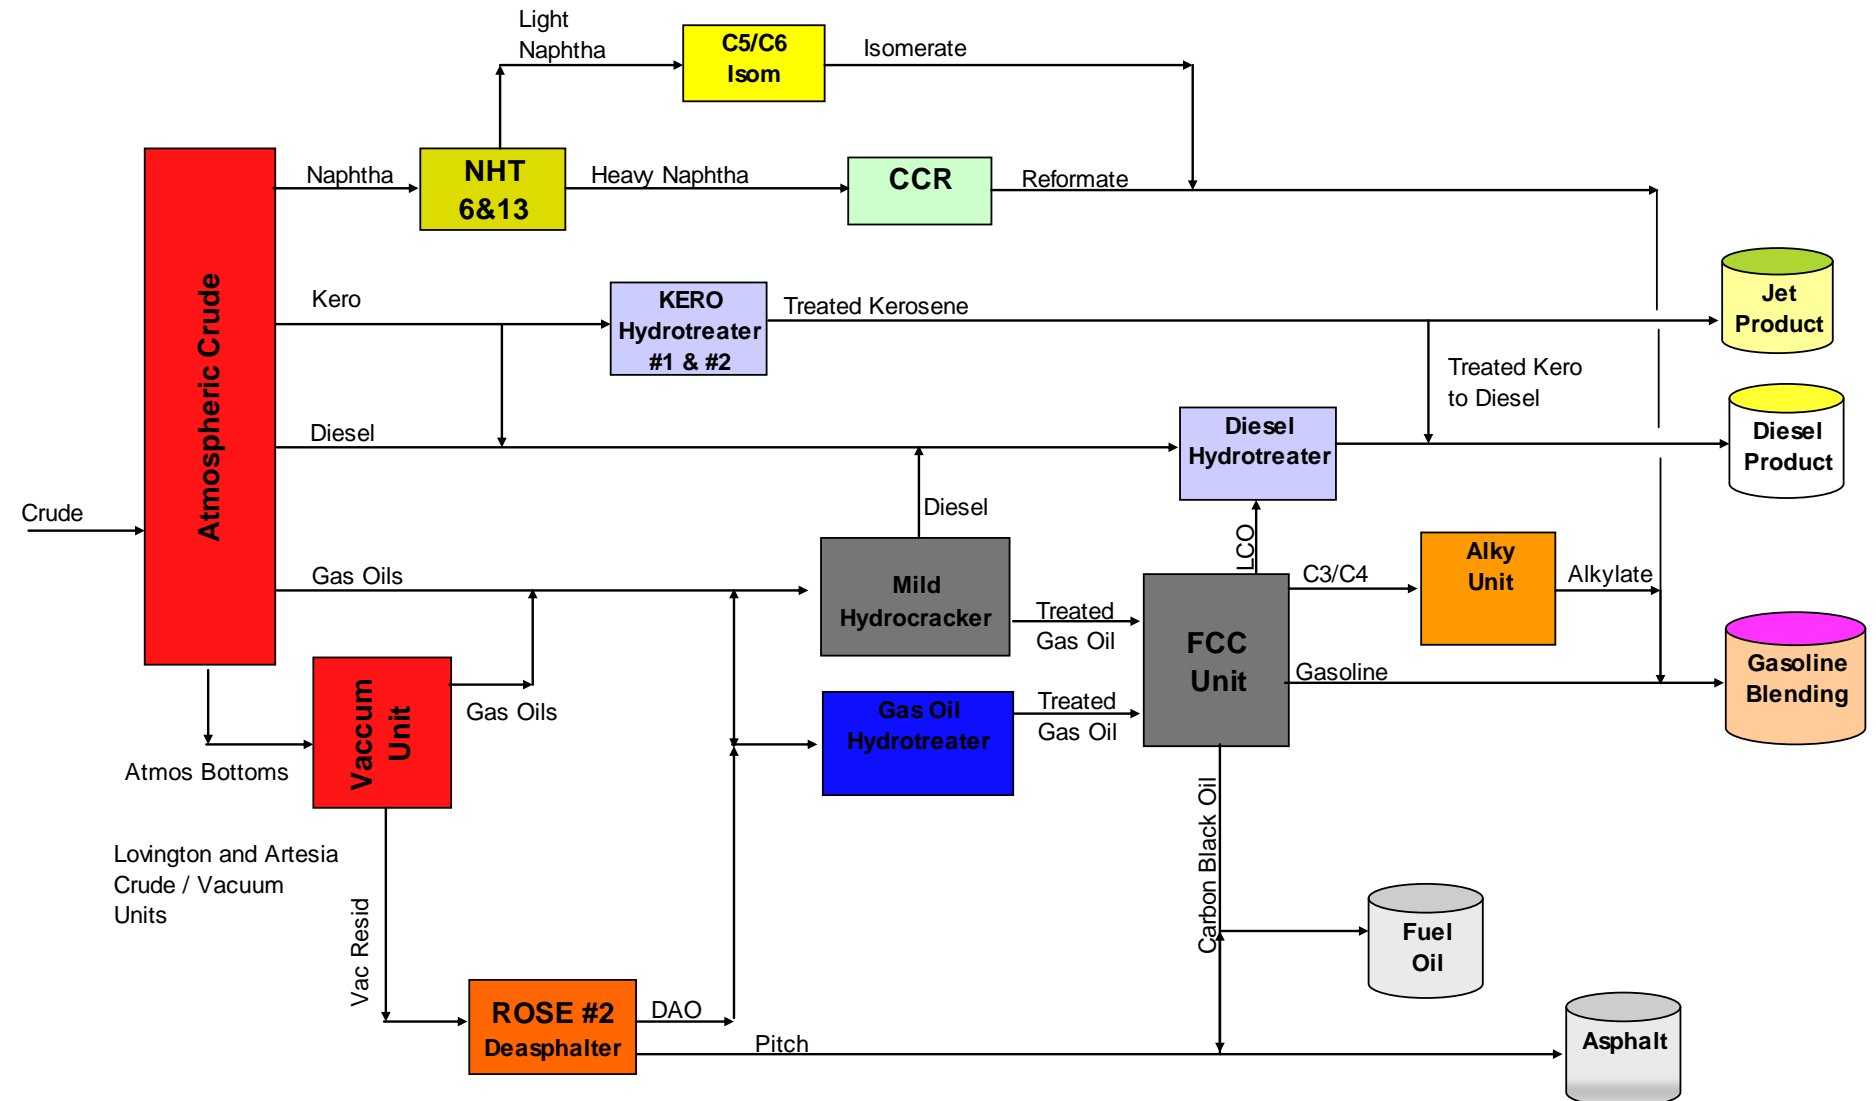 Light
Naphtha
C5/C6
Isom
Isomerate
Naphtha
NHT
6&13
Heavy Naphtha
CCR
Reformate
Atmospheric Crude
Kero
KERO
Hydrotreater
#1 & #2
Treated Kerosene
Jet
Product
Treated Kero
to Diesel
Diesel
Diesel
Hydrotreater
Diesel
Product
Crude
Diesel
LCO
Gas Oils
Mild
Hydrocracker
Treated
Gas Oil
FCC
Unit
C3/C4
Alky
Unit
Alkylate
Gasoline
Gasoline
Blending
Vaccum
Unit
Gas Oils
Atmos Bottoms
Gas Oil
Hydrotreater
Treated
Gas Oil
Carbon Black Oil
Lovington and Artesia
Crude / Vacuum
Units
Vac Resid
Fuel
Oil
ROSE #2
Deasphalter
DAO
Pitch
Asphalt